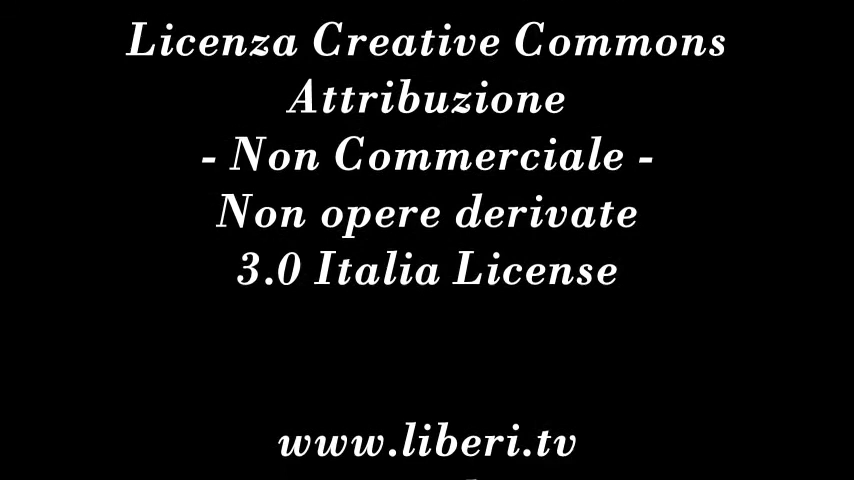 Licenza Creative Commons
Attribuzione
- Non Commerciale -
Non opere derivate
3.0 Italia License
www.liberi.tv